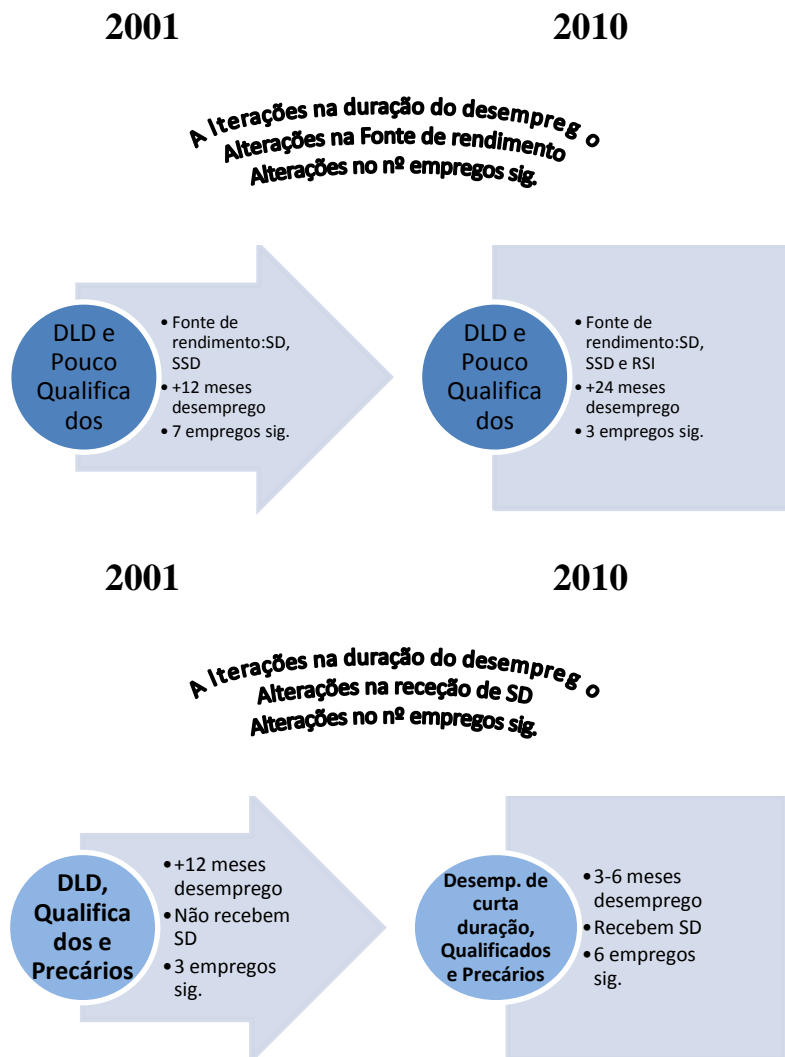 2001
2010
Alterações na duração do desemprego
Alterações na Fonte de rendimento
Alterações no nº empregos sig.
DLD e
Pouco
Qualifica
dos
• Fonte de
rendimento:SD,
SSD
• +12 meses
desemprego
• 7 empregos sig.
DLD e
Pouco
Qualifica
dos
• Fonte de
rendimento:SD,
SSD e RSI
• +24 meses
desemprego
• 3 empregos sig.
2001
2010
Alterações na duração do desemprego
Alterações na receção de SD
Alterações no nº empregos sig.
DLD,
Qualifica
dos e
Precários
• +12 meses
desemprego
• Não recebem
SD
• 3 empregos
sig.
Desemp. de
curta
duração,
Qualificados
e Precários
• 3-6 meses
desemprego
• Recebem SD
• 6 empregos
sig.